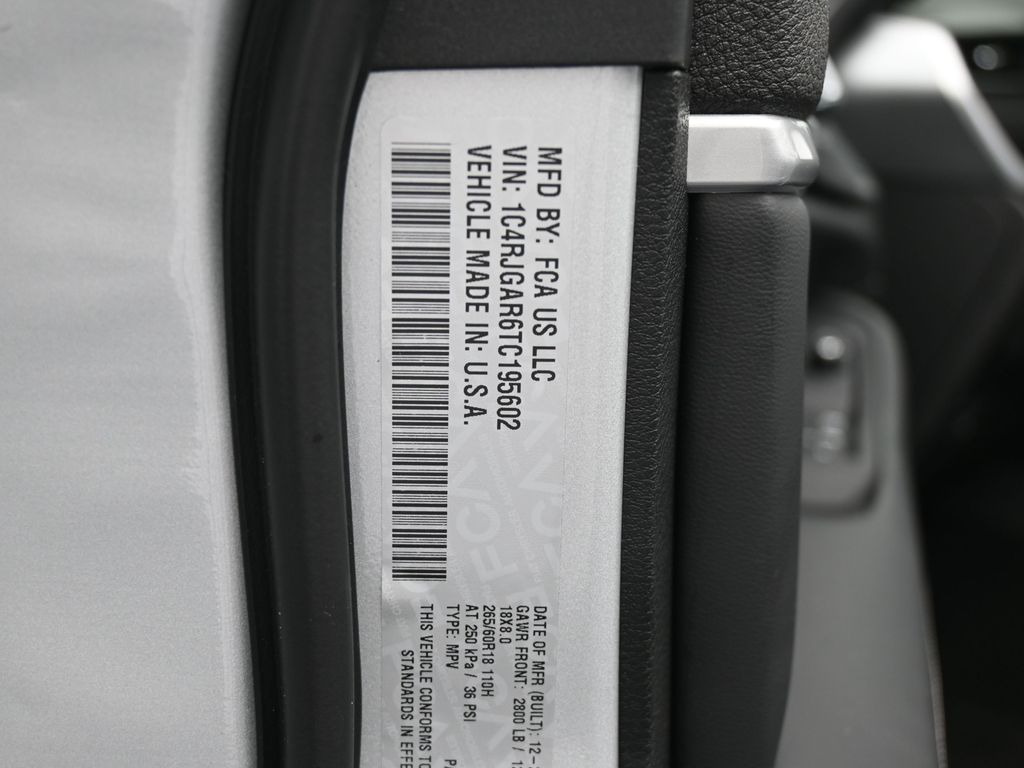 MFD BY: FCA US LLC
VIN: 1C4RJGAR6TC195602
VEHICLE MADE IN: U.S.A.
DATE OF MFR (BUILT): 12-
GAWR FRONT: 2800 LB /
18X8.0
265/60R18 110H
AT 250 kPa / 36 PSI
TYPE: MPV
THIS VEHICLE CONFORMS TO
STANDARDS IN EFFE
FCA
FCA